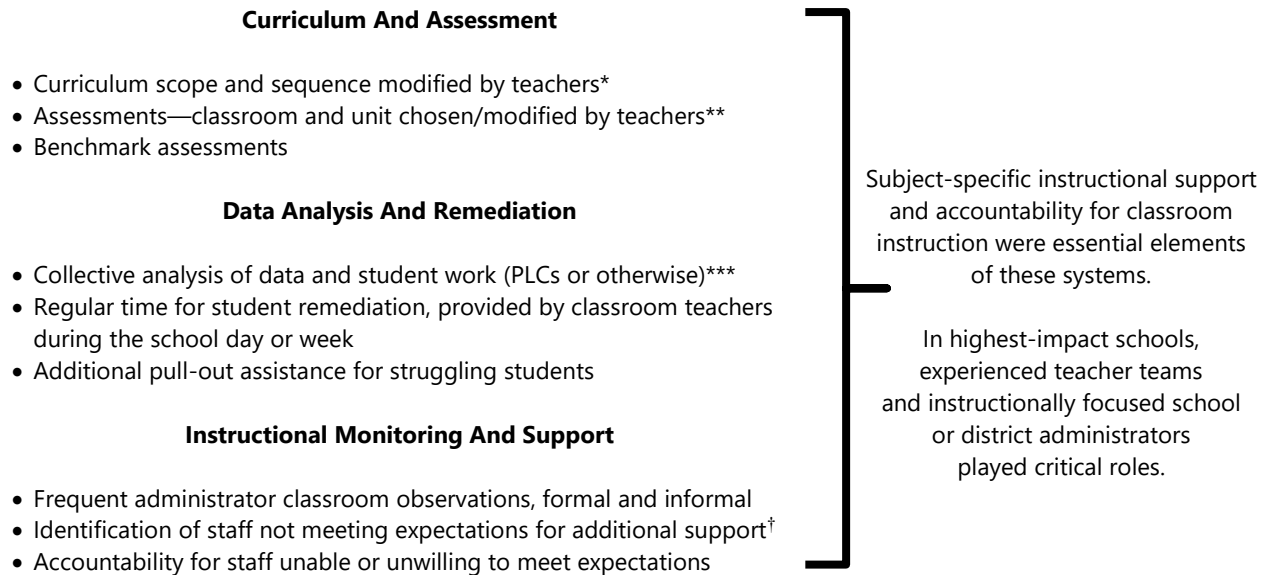 Curriculum And Assessment
• Curriculum scope and sequence modified by teachers*
• Assessments—classroom and unit chosen/modified by teachers**
• Benchmark assessments
Data Analysis And Remediation
• Collective analysis of data and student work (PLCs or otherwise)***
• Regular time for student remediation, provided by classroom teachers
during the school day or week
• Additional pull-out assistance for struggling students
Instructional Monitoring And Support
• Frequent administrator classroom observations, formal and informal
• Identification of staff not meeting expectations for additional support†
• Accountability for staff unable or unwilling to meet expectations
Subject-specific instructional support
and accountability for classroom
instruction were essential elements
of these systems.
In highest-impact schools,
experienced teacher teams
and instructionally focused school
or district administrators
played critical roles.